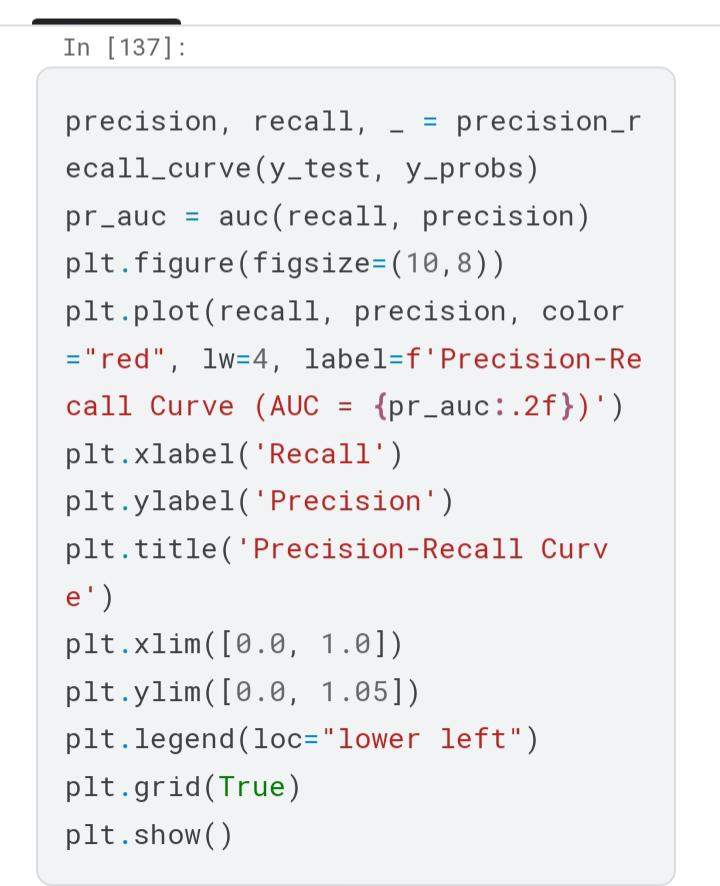 In [137]:
precision, recall, _ = precision_r
ecall_curve(y_test, y_probs)
pr_auc = auc(recall, precision)
plt.figure(figsize=(10,8))
plt.plot(recall, precision, color
="red", lw=4, label=f'Precision-Re
call Curve (AUC = {pr_auc:.2f})')
plt.xlabel('Recall')
plt.ylabel('Precision')
plt.title('Precision-Recall Curv
e')
plt.xlim([0.0, 1.0])
plt.ylim([0.0, 1.05])
plt.legend(loc="lower left")
plt.grid(True)
plt.show()